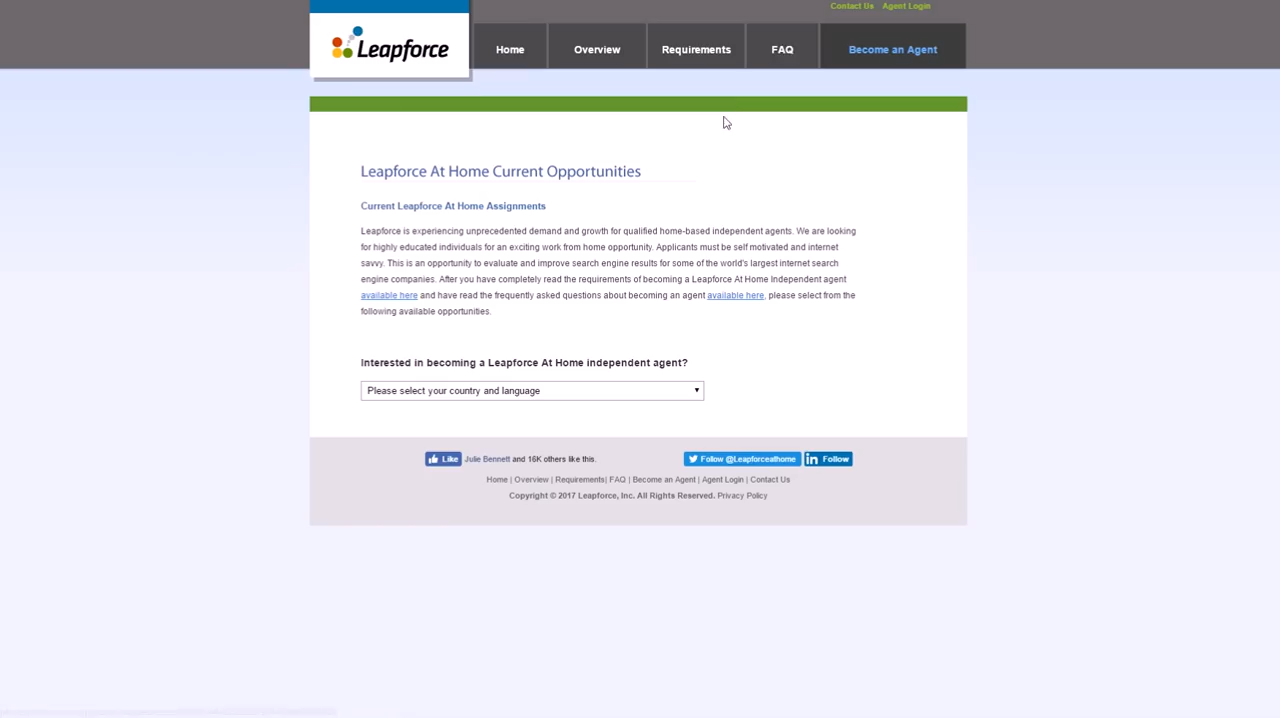 Contact Us Agent Login
Leapforce Home Overview Requirements FAQ Become an Agent
Leapforce At Home Current Opportunities
Current Leapforce At Home Assignments
Leapforce is experiencing unprecedented demand and growth for qualified home-based independent agents. We are looking
for highly educated individuals for an exciting work from home opportunity. Applicants must be self motivated and internet
savvy. This is an opportunity to evaluate and improve search engine results for some of the world's largest internet search
engine companies. After you have completely read the requirements of becoming a Leapforce At Home Independent agent
available here and have read the frequently asked questions about becoming an agent available here, please select from the
following available opportunities.
Interested in becoming a Leapforce At Home independent agent?
Please select your country and language
Like Julie Bennett and 16K others like this. Follow @Leapforceathome in Follow
Home | Overview | Requirements| FAQ | Become an Agent | Agent Login | Contact Us
Copyright © 2017 Leapforce, Inc. All Rights Reserved. Privacy Policy